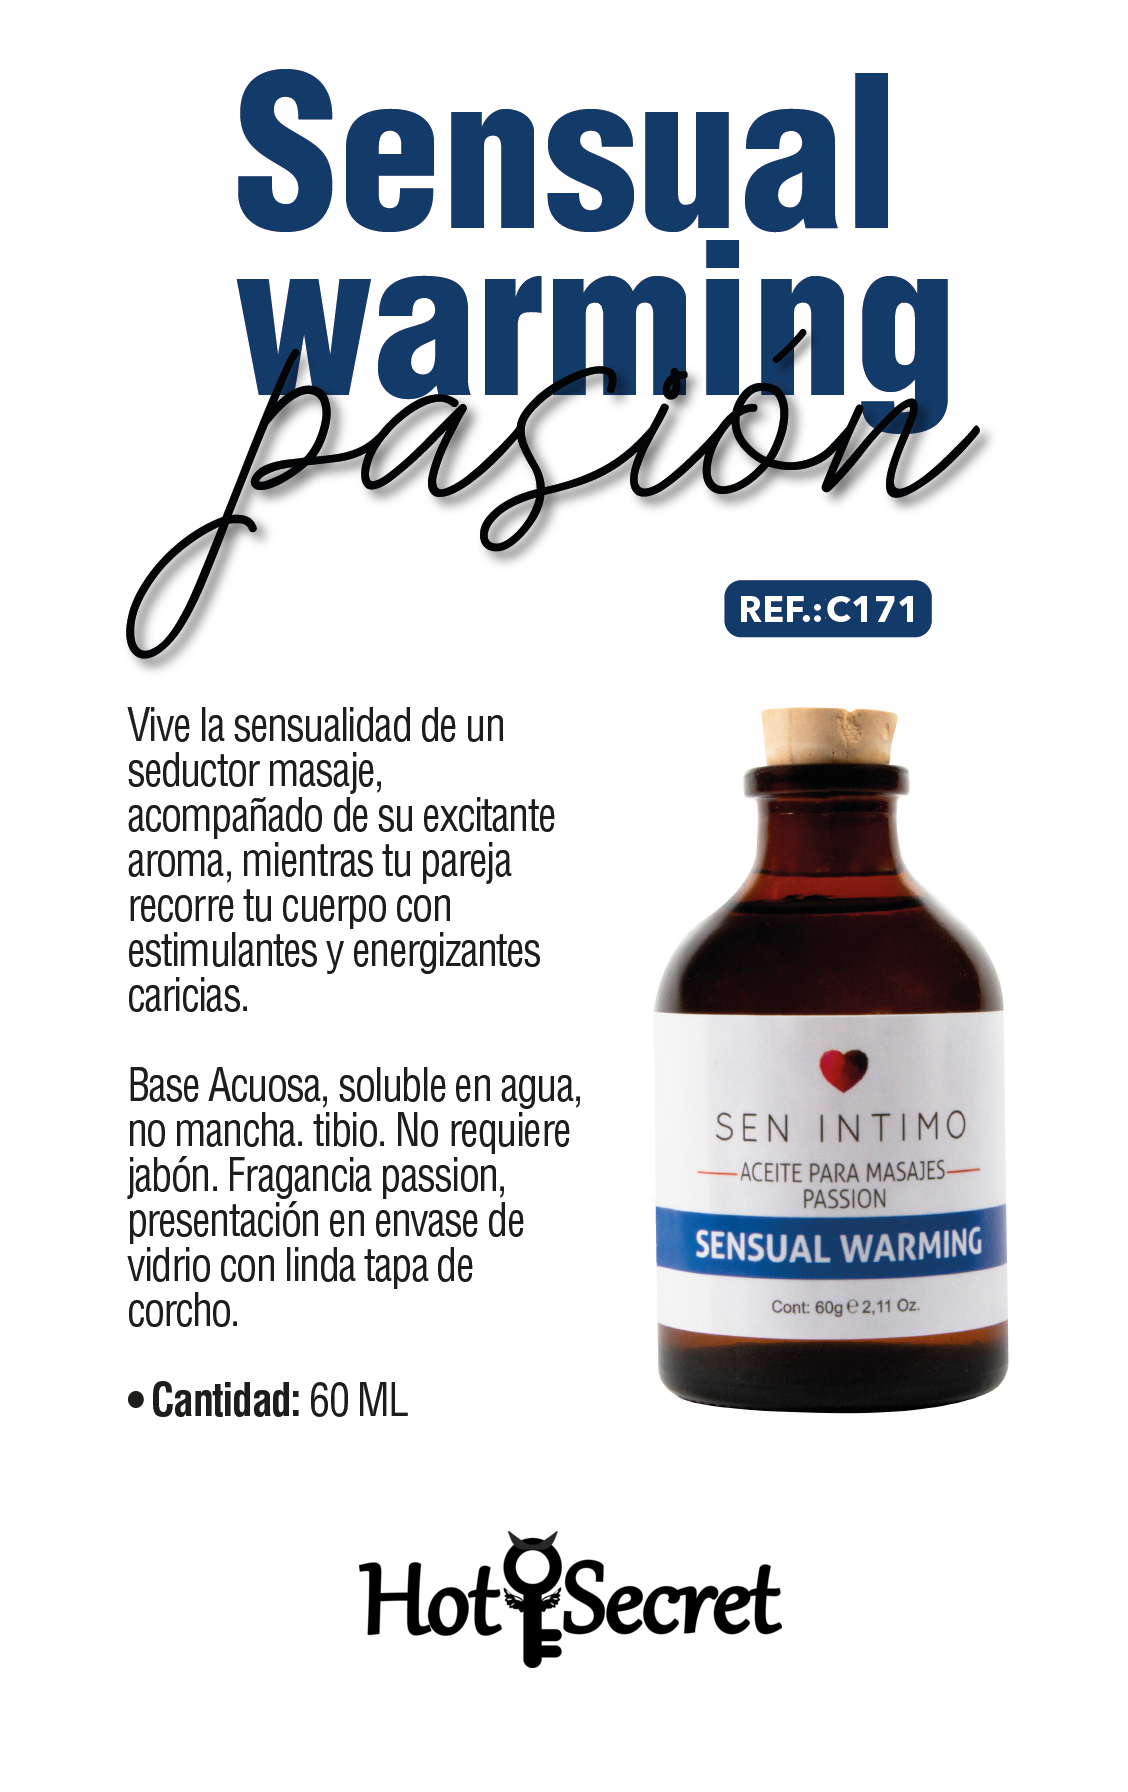 Sensual
warming
pasión
REF.:C171
Vive la sensualidad de un
seductor masaje,
acompañado de su excitante
aroma, mientras tu pareja
recorre tu cuerpo con
estimulantes y energizantes
caricias.
Base Acuosa, soluble en agua,
no mancha. tibio. No requiere
jabón. Fragancia passion,
presentación en envase de
vidrio con linda tapa de
corcho.
• Cantidad: 60 ML
SEN INTIMO
ACEITE PARA MASAJES
PASSION
SENSUAL WARMING
Cont: 60g ℮ 2,11 Oz.
Hot Secret